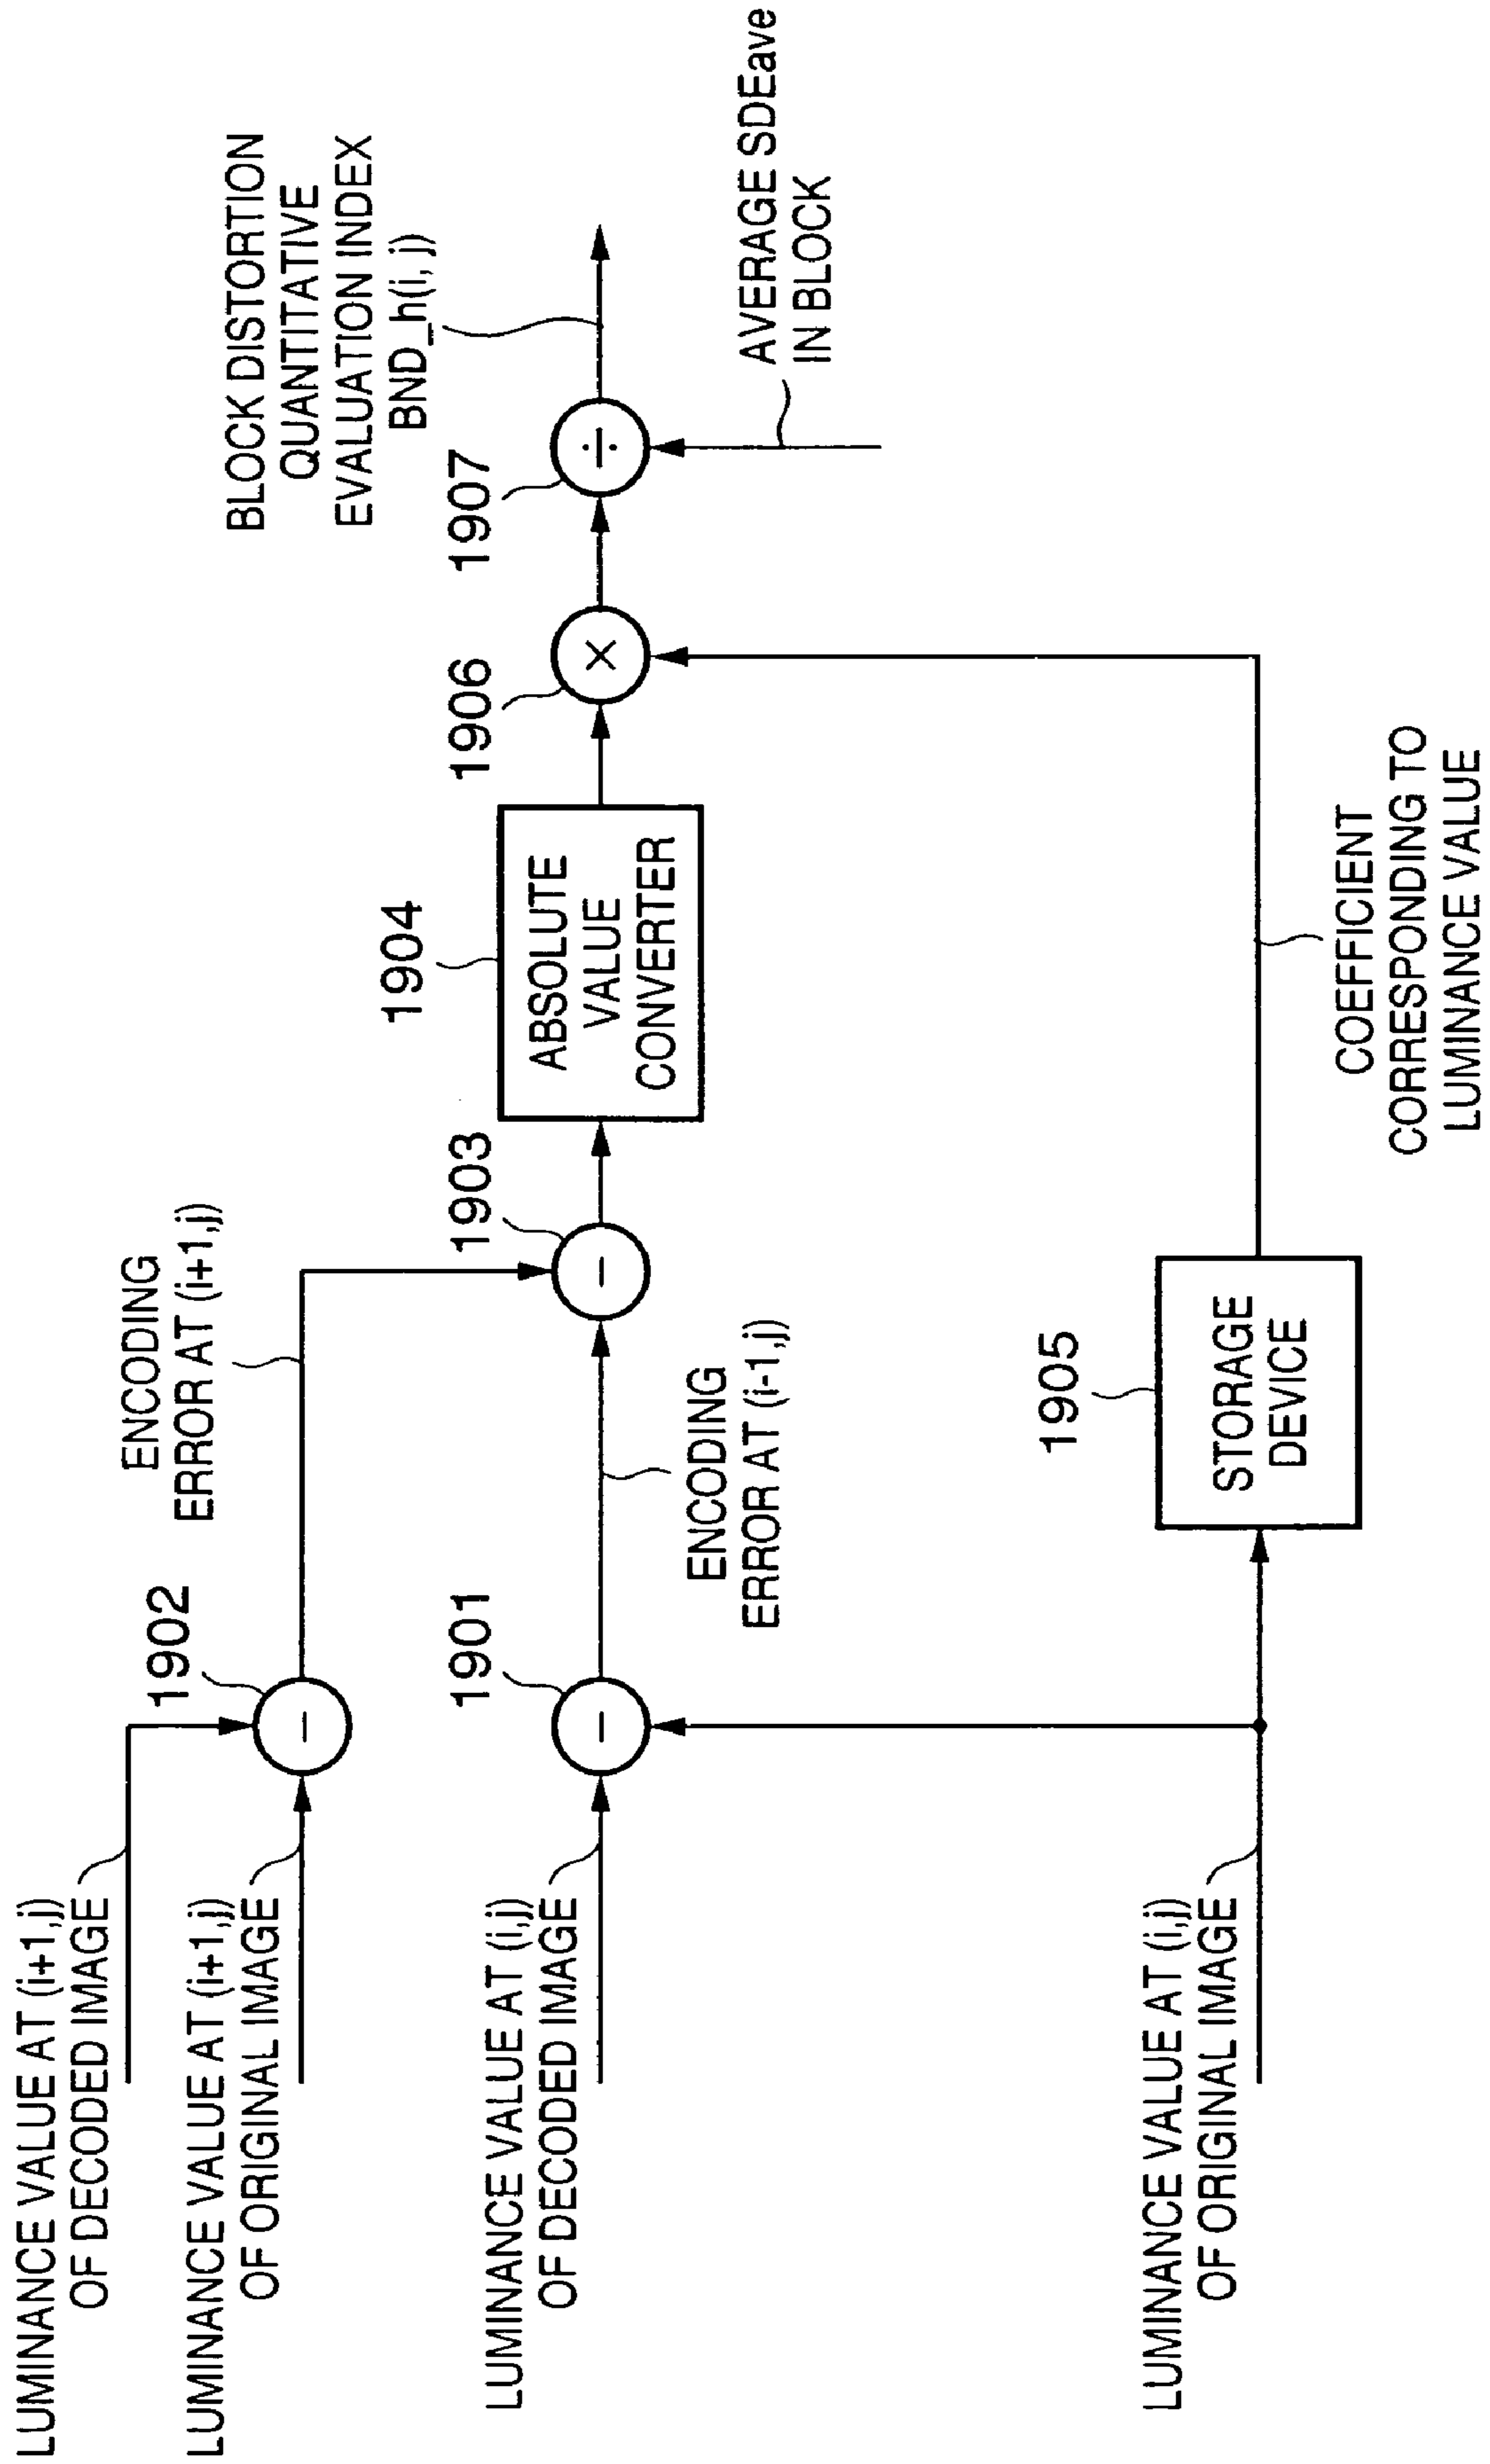 LUMINANCE VALUE AT (i+1,j)
OF DECODED IMAGE
LUMINANCE VALUE AT (i+1,j)
OF ORIGINAL IMAGE
LUMINANCE VALUE AT (i,j)
OF DECODED IMAGE
LUMINANCE VALUE AT (i,j)
OF ORIGINAL IMAGE
1902
−
1901
−
ENCODING
ERROR AT (i+1,j)
ENCODING
ERROR AT (i-1,j)
1903
−
1905
STORAGE
DEVICE
1904
ABSOLUTE
VALUE
CONVERTER
COEFFICIENT
CORRESPONDING TO
LUMINANCE VALUE
1906
×
1907
÷
BLOCK DISTORTION
QUANTITATIVE
EVALUATION INDEX
BND_h(i, j)
AVERAGE SDEave
IN BLOCK